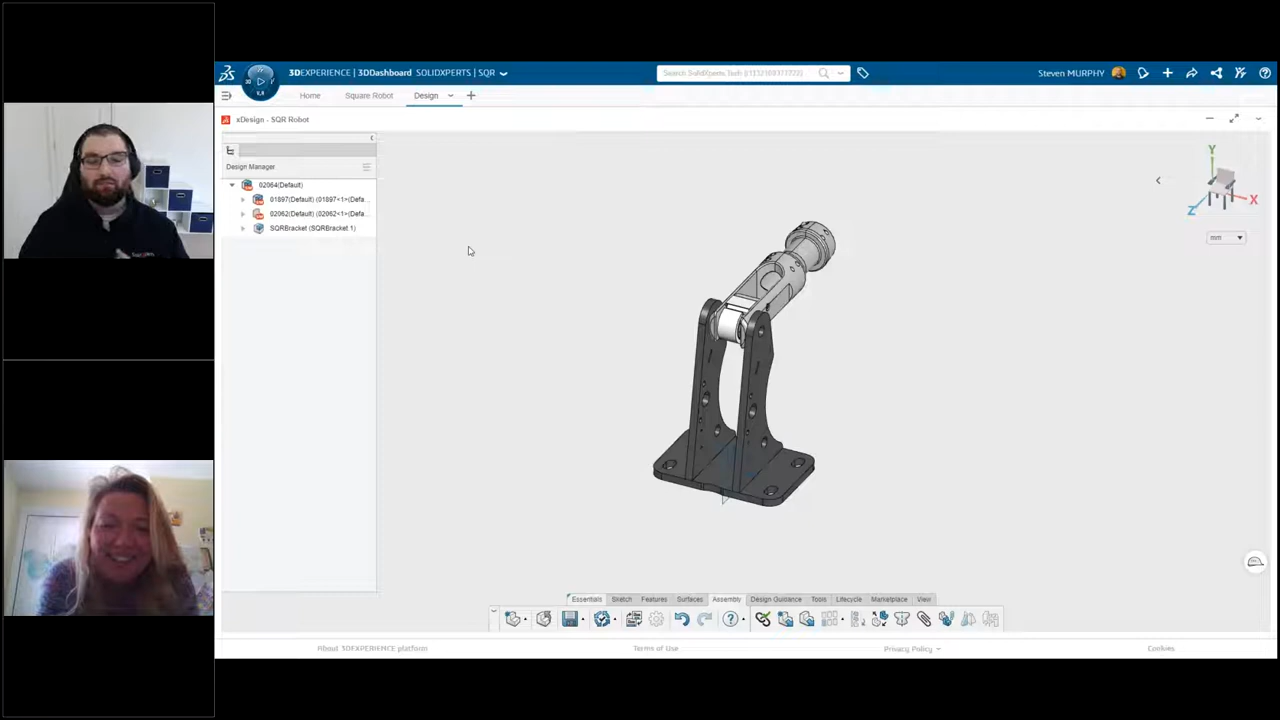 3DEXPERIENCE | 3DDashboard SOLIDXPERTS | SQR
Steven MURPHY
Home
Square Robot
Design
xDesign - SQR Robot
Design Manager
02064(Default)
01897(Default) (01897<1>(Defa...
02062(Default) (02062<1>(Defa...
SQRBracket (SQRBracket.1)
Y
X
Z
mm
Essentials
Sketch
Features
Surfaces
Assembly
Design Guidance
Tools
Lifecycle
Marketplace
View
About 3DEXPERIENCE platform
Terms of Use
Privacy Policy
Cookies